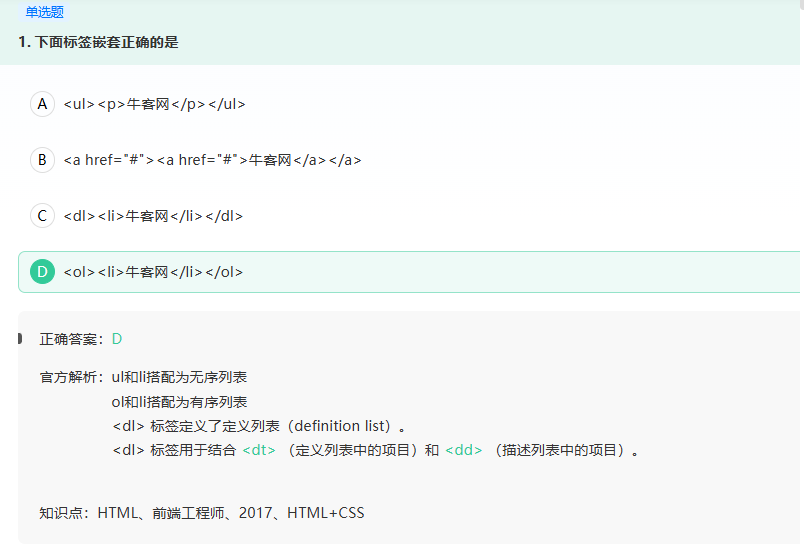 单选题
1. 下面标签嵌套正确的是
A <ul><p>牛客网</p></ul>
B <a href="#"><a href="#">牛客网</a></a>
C <dl><li>牛客网</li></dl>
D <ol><li>牛客网</li></ol>
正确答案：D
官方解析：ul和li搭配为无序列表
ol和li搭配为有序列表
<dl> 标签定义了定义列表（definition list）。
<dl> 标签用于结合 <dt> （定义列表中的项目）和 <dd> （描述列表中的项目）。
知识点：HTML、前端工程师、2017、HTML+CSS